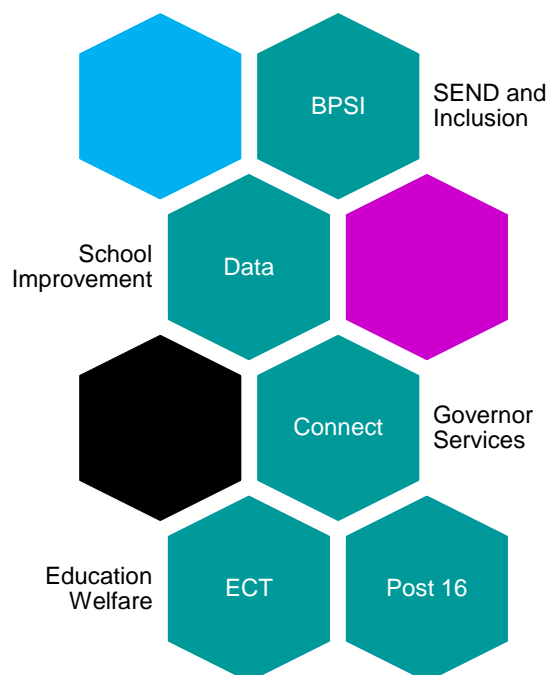 BPSI
SEND and
Inclusion
School
Improvement
Data
Connect
Governor
Services
Education
Welfare
ECT
Post 16